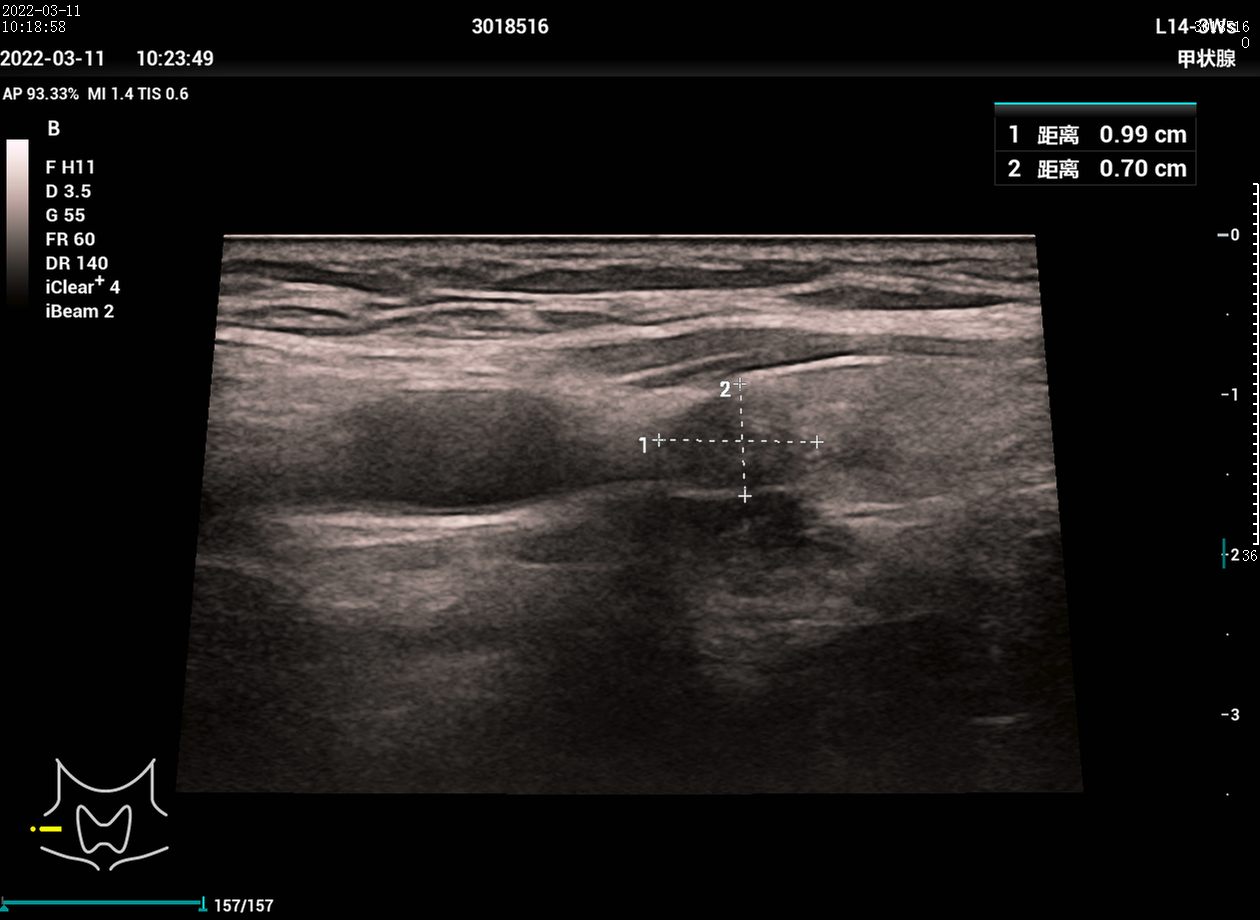 2022-03-11
10:18:58
3018516
L14-3Ws
0
2022-03-11 10:23:49
甲状腺
AP 93.33% MI 1.4 TIS 0.6
B
F H11
D 3.5
G 55
FR 60
DR 140
iClear+ 4
iBeam 2
1 距离 0.99 cm
2 距离 0.70 cm
0
2
1
1
2
36
3
157/157